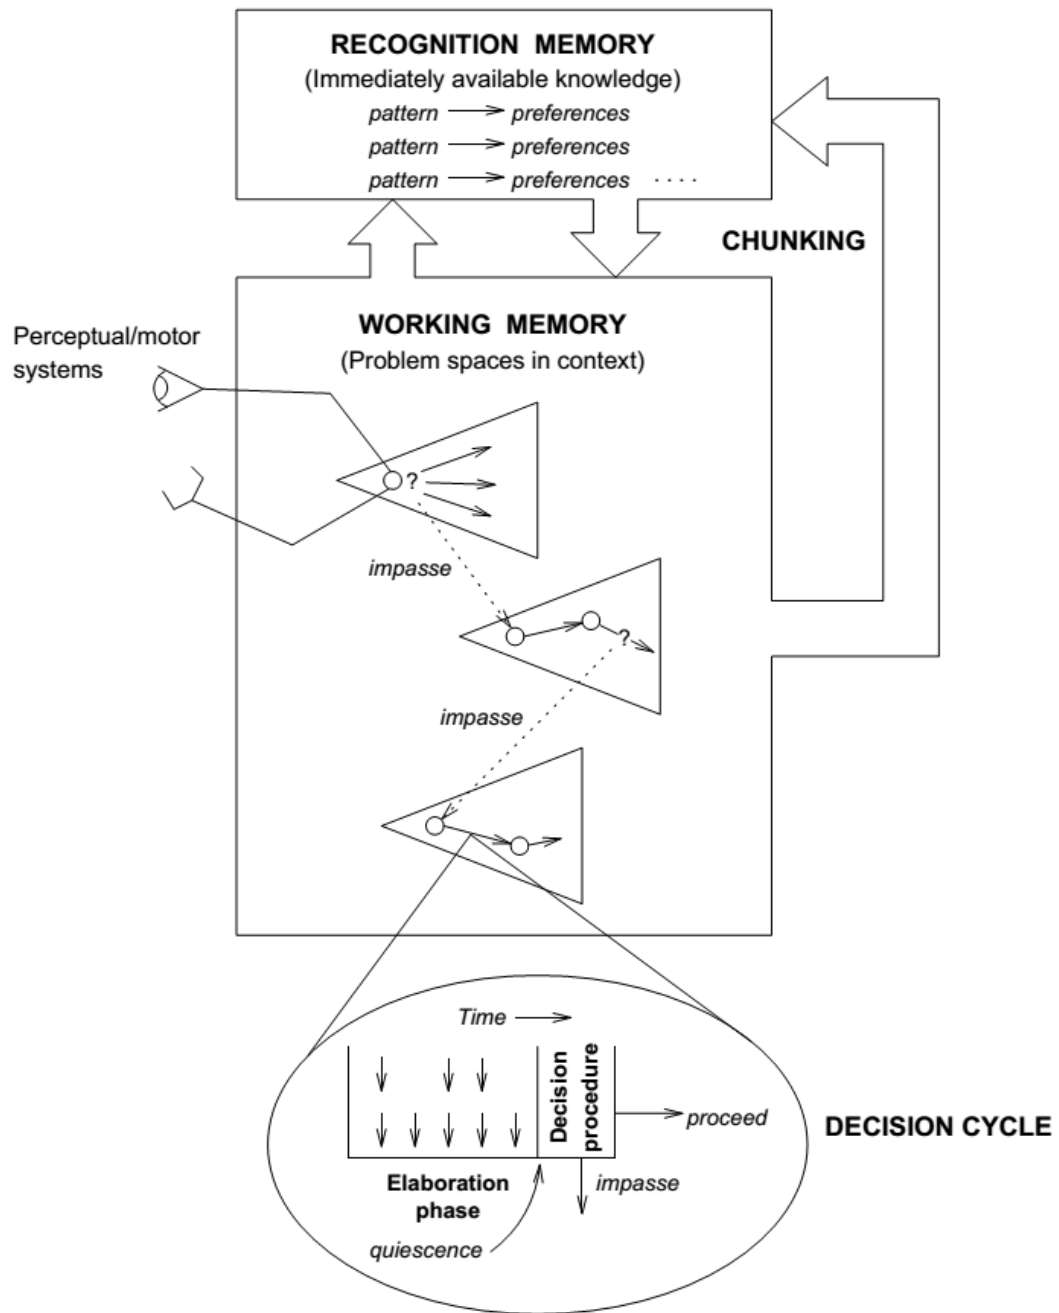 RECOGNITION MEMORY
(Immediately available knowledge)
pattern preferences
pattern preferences
pattern preferences . . . .
CHUNKING
WORKING MEMORY
(Problem spaces in context)
Perceptual/motor
systems
?
impasse
?
impasse
Time
Decision
procedure
proceed
DECISION CYCLE
Elaboration
phase
impasse
quiescence